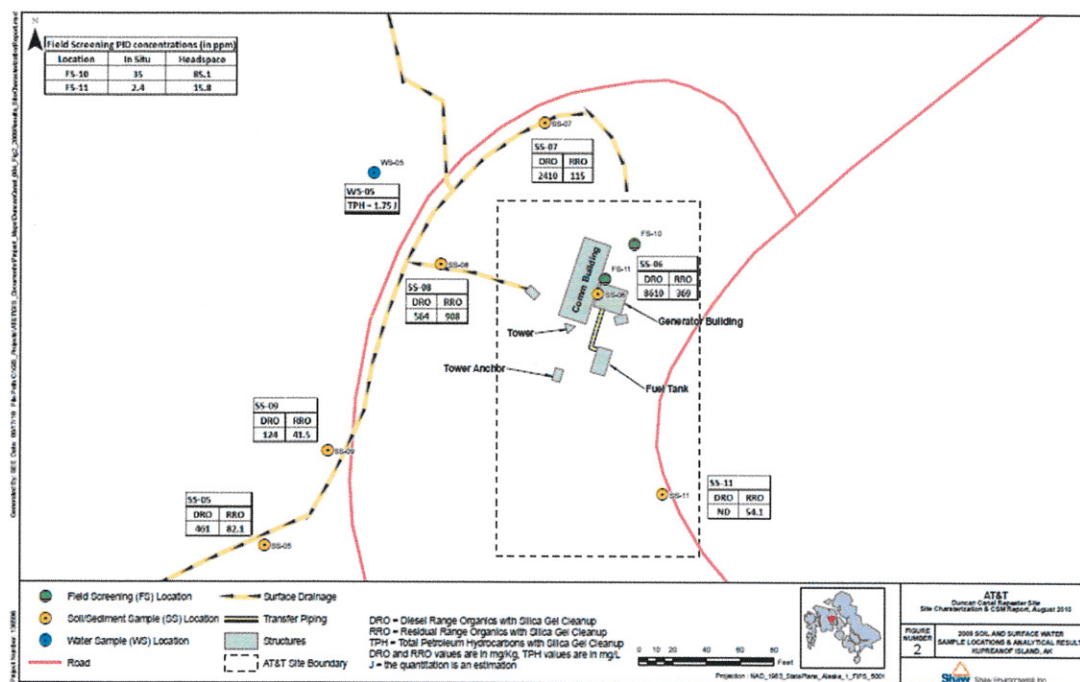 N
Field Screening PID concentrations (in ppm)
Location In Situ Headspace
FS-10 35 85.1
FS-11 2.4 15.8
SS-07
SS-07
DRO RRO
2410 115
WS-05
WS-05
TPH = 1.75 J
FS-10
FS-11
SS-06
DRO RRO
8610 369
SS-06
Comm Building
SS-08
SS-08
DRO RRO
564 908
Generator Building
Tower
Tower Anchor
Fuel Tank
SS-09
DRO RRO
124 41.5
SS-09
SS-05
DRO RRO
461 82.1
SS-05
SS-11
DRO RRO
ND 54.1
SS-11
Field Screening (FS) Location
Soil/Sediment Sample (SS) Location
Water Sample (WS) Location
Road
Surface Drainage
Transfer Piping
Structures
AT&T Site Boundary
DRO = Diesel Range Organics with Silica Gel Cleanup
RRO = Residual Range Organics with Silica Gel Cleanup
TPH = Total Petroleum Hydrocarbons with Silica Gel Cleanup
DRO and RRO values are in mg/Kg, TPH values are in mg/L
J = the quantitation is an estimation
0 10 20 40 60 80
Feet
Projection : NAD_1983_StatePlane_Alaska_1_FIPS_5001
AT&T
Duncan Canal Repeater Site
Site Characterization & CSM Report, August 2010
FIGURE NUMBER
2
2009 SOIL AND SURFACE WATER
SAMPLE LOCATIONS & ANALYTICAL RESULTS
KUPREANOF ISLAND, AK
Shaw Shaw Environmental, Inc.